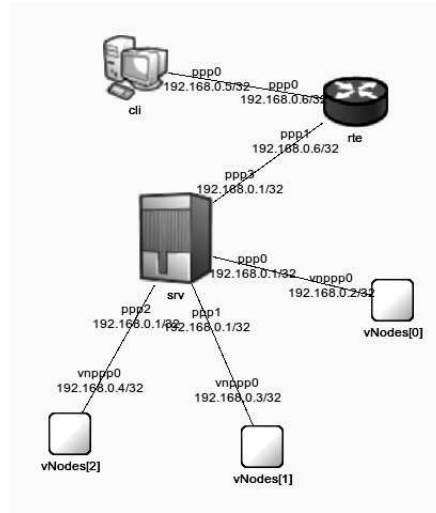 ppp0
192.168.0.5/32
ppp0
192.168.0.6/32
cli
rte
ppp1
192.168.0.6/32
ppp3
192.168.0.1/32
srv
ppp0
192.168.0.1/32
vnppp0
192.168.0.2/32
vNodes[0]
ppp2
192.168.0.1/32
ppp1
192.168.0.1/32
vnppp0
192.168.0.4/32
vnppp0
192.168.0.3/32
vNodes[2]
vNodes[1]